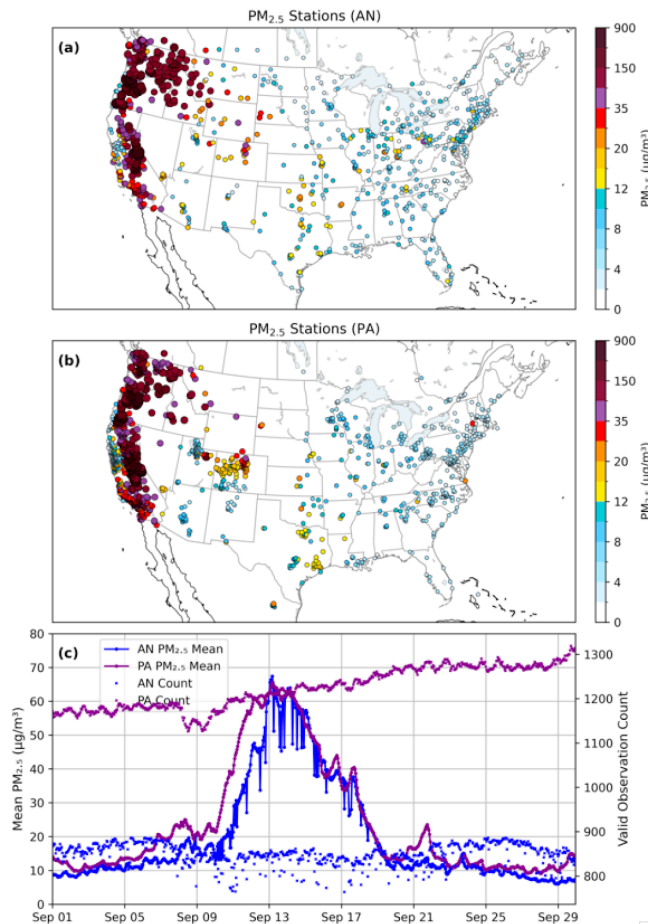 PM₂.₅ Stations (AN)
(a)
900
150
35
20
12
4
0
PM₂.₅ (µg/m³)
PM₂.₅ Stations (PA)
(b)
900
150
35
20
12
4
0
PM₂.₅ (µg/m³)
(c)
AN PM₂.₅ Mean
PA PM₂.₅ Mean
AN Count
PA Count
Mean PM₂.₅ (µg/m³)
80
70
60
50
40
30
20
10
0
1300
1200
1100
1000
900
800
Valid Observation Count
Sep 01 Sep 05 Sep 09 Sep 13 Sep 17 Sep 21 Sep 25 Sep 29